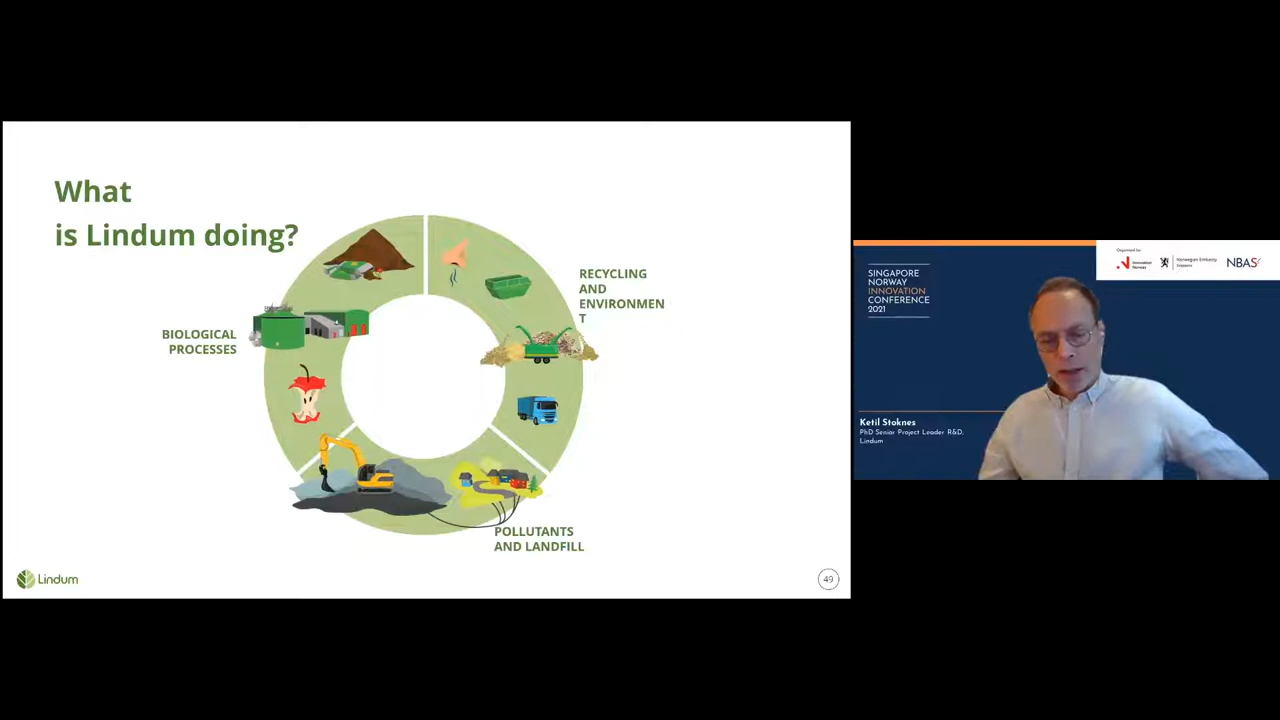 What
is Lindum doing?
RECYCLING
AND
ENVIRONMEN
T
BIOLOGICAL
PROCESSES
POLLUTANTS
AND LANDFILL
Lindum
49
Organised by:
Innovation
Norway
Norwegian Embassy
Singapore
NBAS
SINGAPORE
NORWAY
INNOVATION
CONFERENCE
2021
Ketil Stoknes
PhD Senior Project Leader R&D,
Lindum